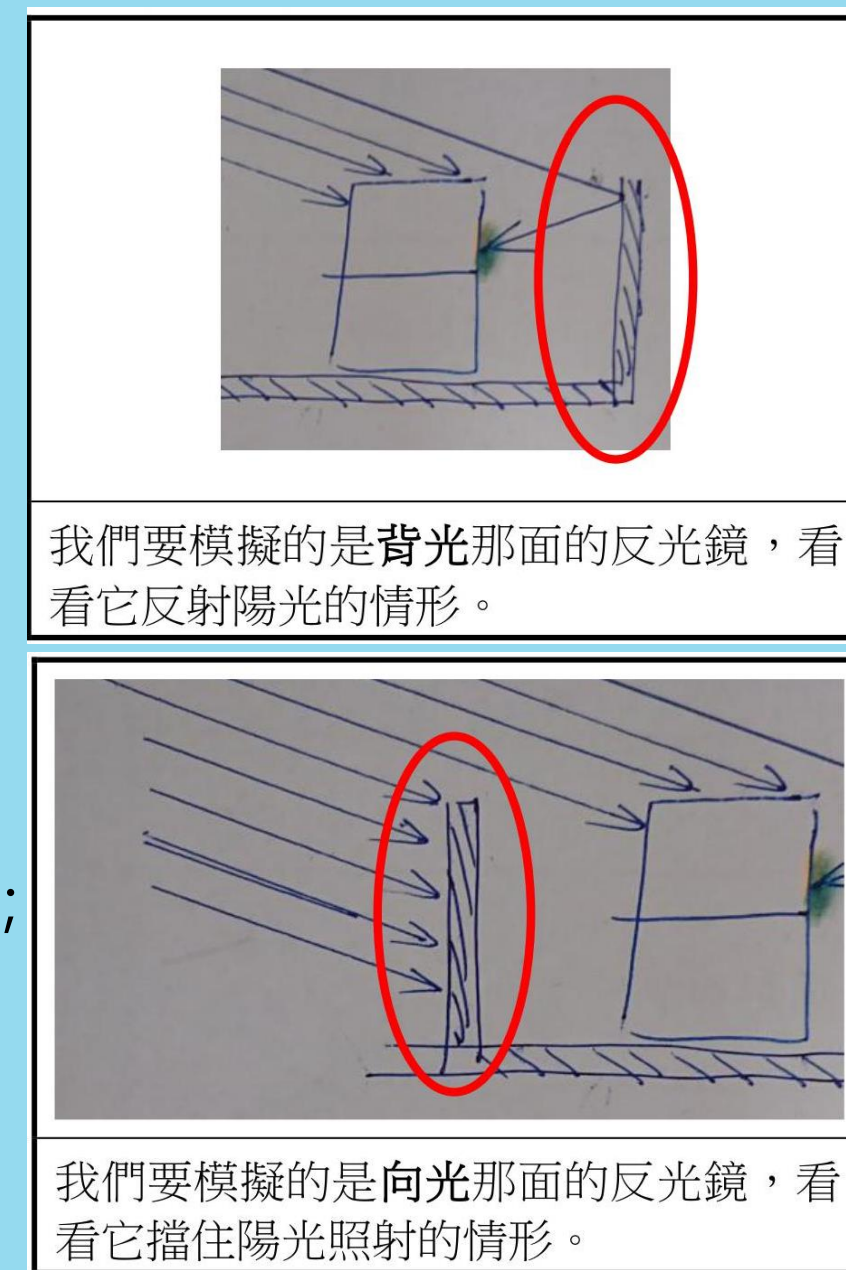 我們要模擬的是背光那面的反光鏡，看
看它反射陽光的情形。
；
我們要模擬的是向光那面的反光鏡，看
看它擋住陽光照射的情形。